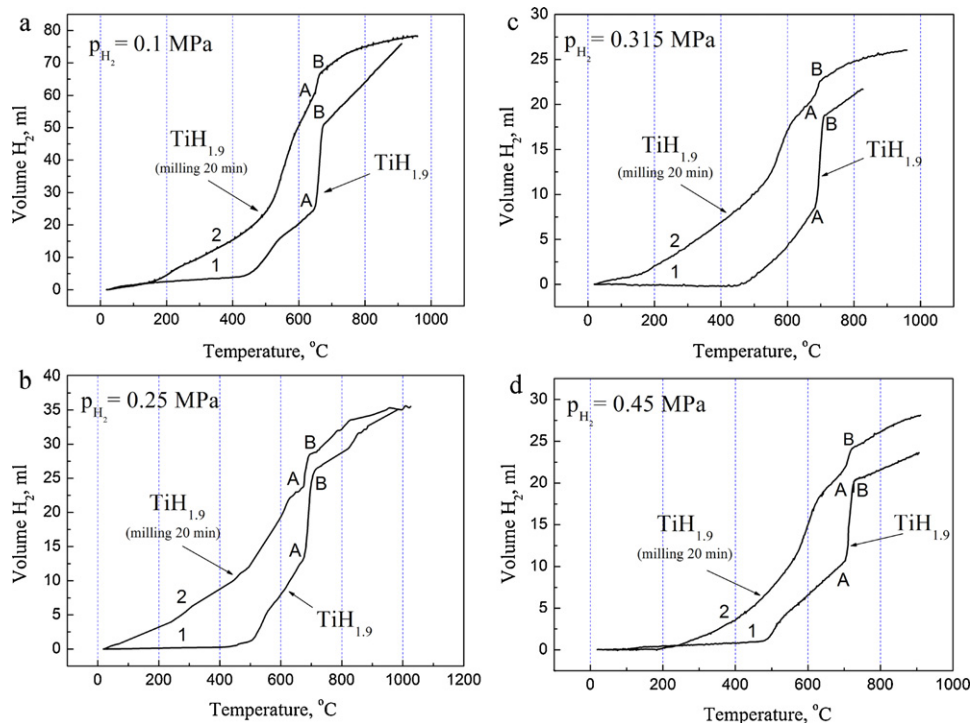 a
p_H2 = 0.1 MPa
Volume H2, ml
80
70
60
50
40
30
20
10
0
A
B
A
B
TiH1.9
(milling 20 min)
TiH1.9
2
1
0 200 400 600 800 1000
Temperature, °C
c
p_H2 = 0.315 MPa
Volume H2, ml
30
25
20
15
10
5
0
B
A
B
A
TiH1.9
(milling 20 min)
TiH1.9
2
1
0 200 400 600 800 1000
Temperature, °C
b
p_H2 = 0.25 MPa
Volume H2, ml
40
35
30
25
20
15
10
5
0
B
A
B
A
TiH1.9
(milling 20 min)
TiH1.9
2
1
0 200 400 600 800 1000 1200
Temperature, °C
d
p_H2 = 0.45 MPa
Volume H2, ml
30
25
20
15
10
5
0
B
A B
A
TiH1.9
(milling 20 min)
TiH1.9
2
1
0 200 400 600 800 1000
Temperature, °C